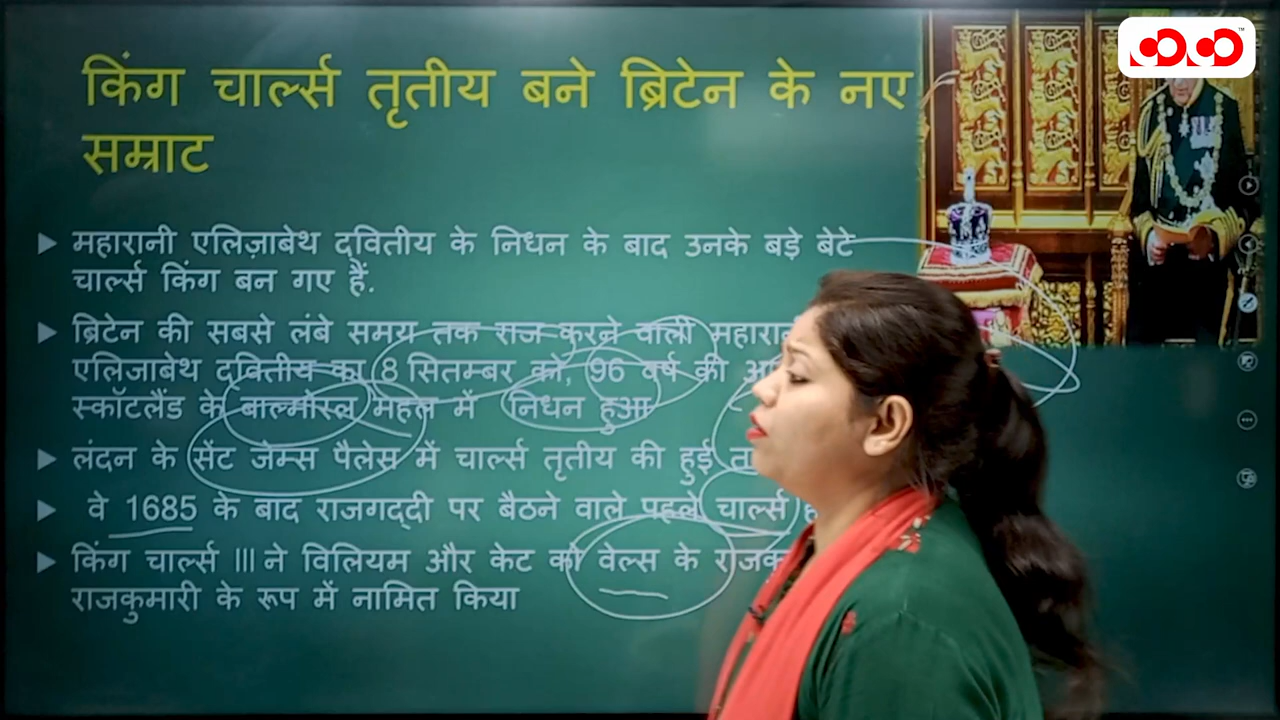 किंग चार्ल्स तृतीय बने ब्रिटेन के नए
सम्राट
महारानी एलिज़ाबेथ द्वितीय के निधन के बाद उनके बड़े बेटे
चार्ल्स किंग बन गए हैं.
ब्रिटेन की सबसे लंबे समय तक राज करने वाली
एलिजाबेथ द्वितीय का 8 सितम्बर को, 96 वर्ष की
स्कॉटलैंड के बाल्मोरल महल में निधन हुआ
लंदन के सेंट जेम्स पैलेस में चार्ल्स तृतीय की हुई
वे 1685 के बाद राजगद्दी पर बैठने वाले पहले चार्ल्स
किंग चार्ल्स III ने विलियम और केट को वेल्स के
राजकुमारी के रूप में नामित किया